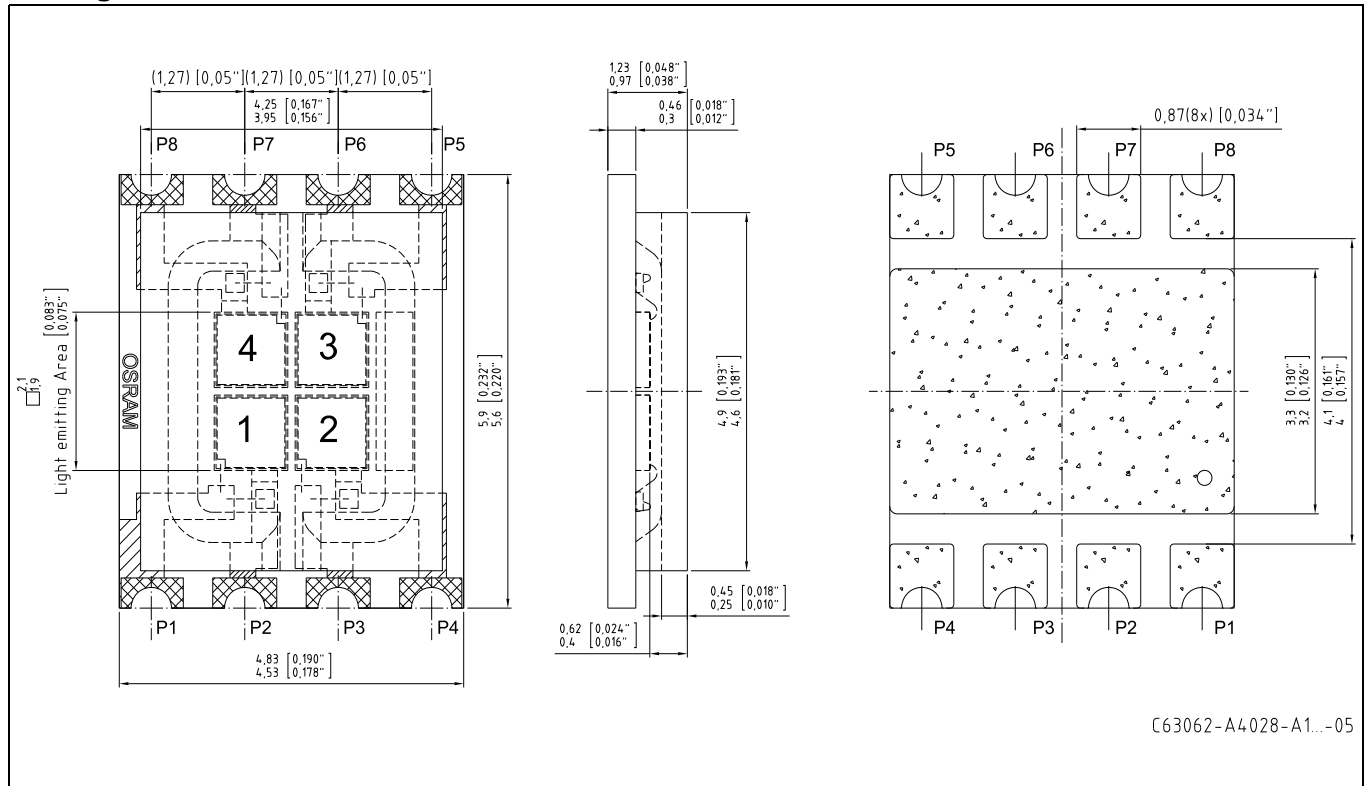 (1,27) [0,05"](1,27) [0,05"](1,27) [0,05"]
4,25 [0,167"]
3,95 [0,156"]
P8 P7 P6 P5
OSRAM
4 3
1 2
□ 2,1
1,9
Light emitting Area [0,083"
0,075"]
5,9 [0,232"]
5,6 [0,220"]
P1 P2 P3 P4
4,83 [0,190"]
4,53 [0,178"]
1,23 [0,048"]
0,97 [0,038"]
0,46 [0,018"]
0,3 [0,012"]
4,9 [0,193"]
4,6 [0,181"]
0,45 [0,018"]
0,25 [0,010"]
0,62 [0,024"]
0,4 [0,016"]
0,87(8x) [0,034"]
P5 P6 P7 P8
3,3 [0,130"]
3,2 [0,126"]
4,1 [0,161"]
4 [0,157"]
P4 P3 P2 P1
C63062-A4028-A1...-05